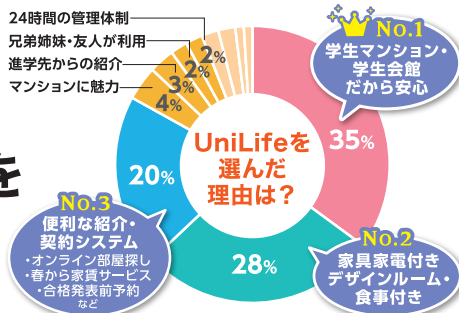 24時間の管理体制
兄弟姉妹・友人が利用
進学先からの紹介
マンションに魅力
2%
2%
3%
4%
No.1
学生マンション・
学生会館
だから安心
35%
UniLifeを
選んだ
理由は？
20%
を
No.3
便利な紹介・
契約システム
・オンライン部屋探し
・春から家賃サービス
・合格発表前予約
など
28%
No.2
家具家電付き
デザインルーム・
食事付き